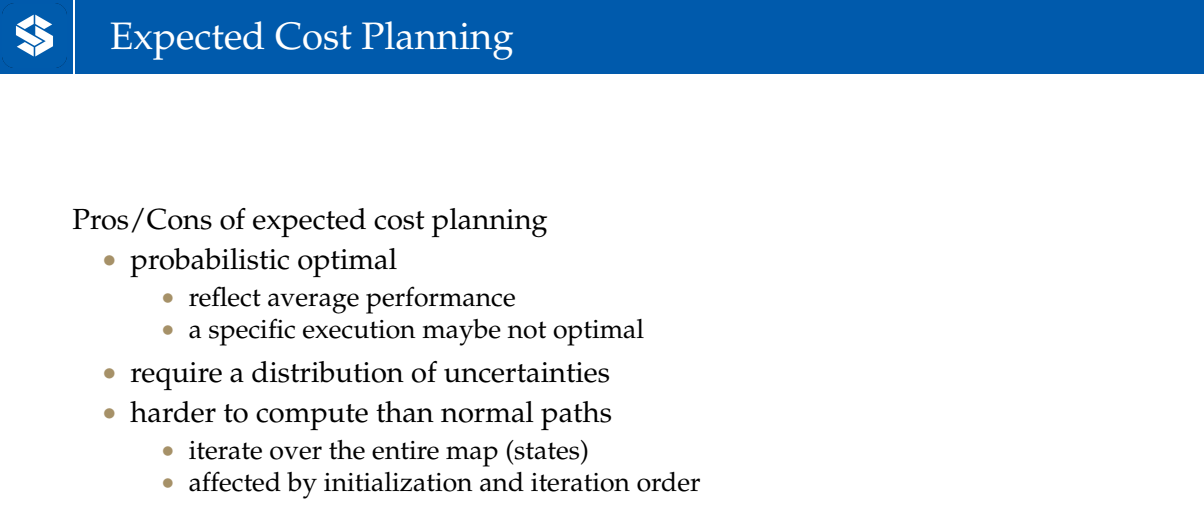 Expected Cost Planning
Pros/Cons of expected cost planning
• probabilistic optimal
• reflect average performance
• a specific execution maybe not optimal
• require a distribution of uncertainties
• harder to compute than normal paths
• iterate over the entire map (states)
• affected by initialization and iteration order